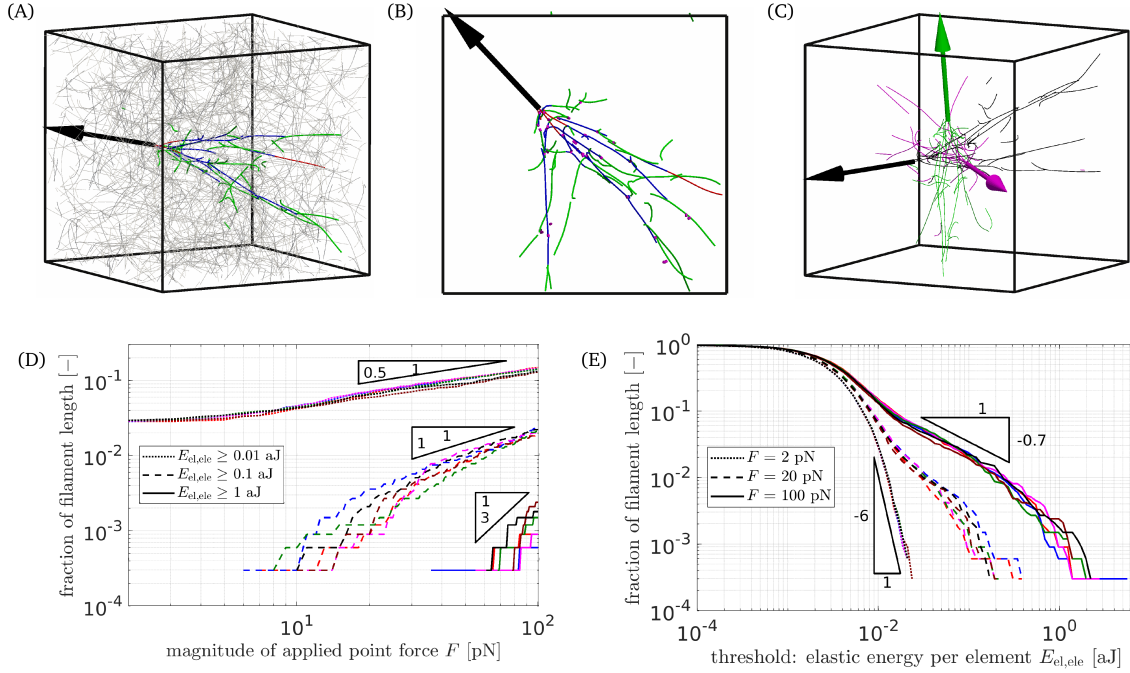 (A)
(B)
(C)
(D)
fraction of filament length [−]
10^-1
10^-2
10^-3
10^-4
0.5
1
1
1
1
3
E_el,ele ≥ 0.01 aJ
E_el,ele ≥ 0.1 aJ
E_el,ele ≥ 1 aJ
10^1
10^2
magnitude of applied point force F [pN]
(E)
fraction of filament length [−]
10^0
10^-1
10^-2
10^-3
10^-4
1
-0.7
-6
1
F = 2 pN
F = 20 pN
F = 100 pN
10^-4
10^-2
10^0
threshold: elastic energy per element E_el,ele [aJ]